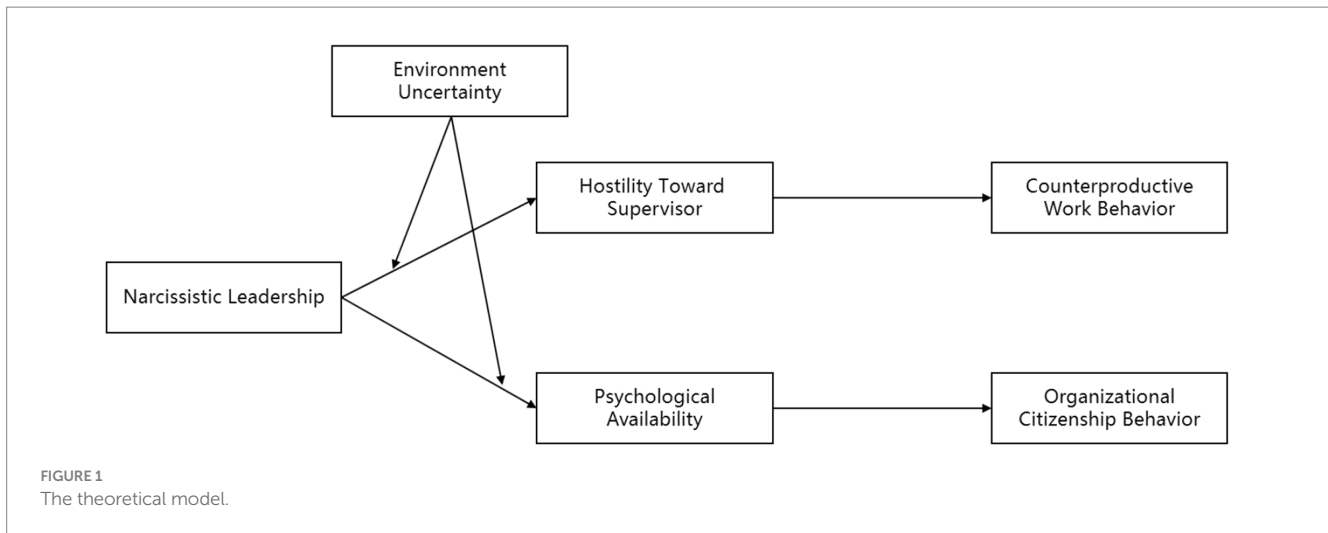 Environment
Uncertainty
Hostility Toward
Supervisor
Counterproductive
Work Behavior
Narcissistic Leadership
Psychological
Availability
Organizational
Citizenship Behavior
FIGURE 1
The theoretical model.